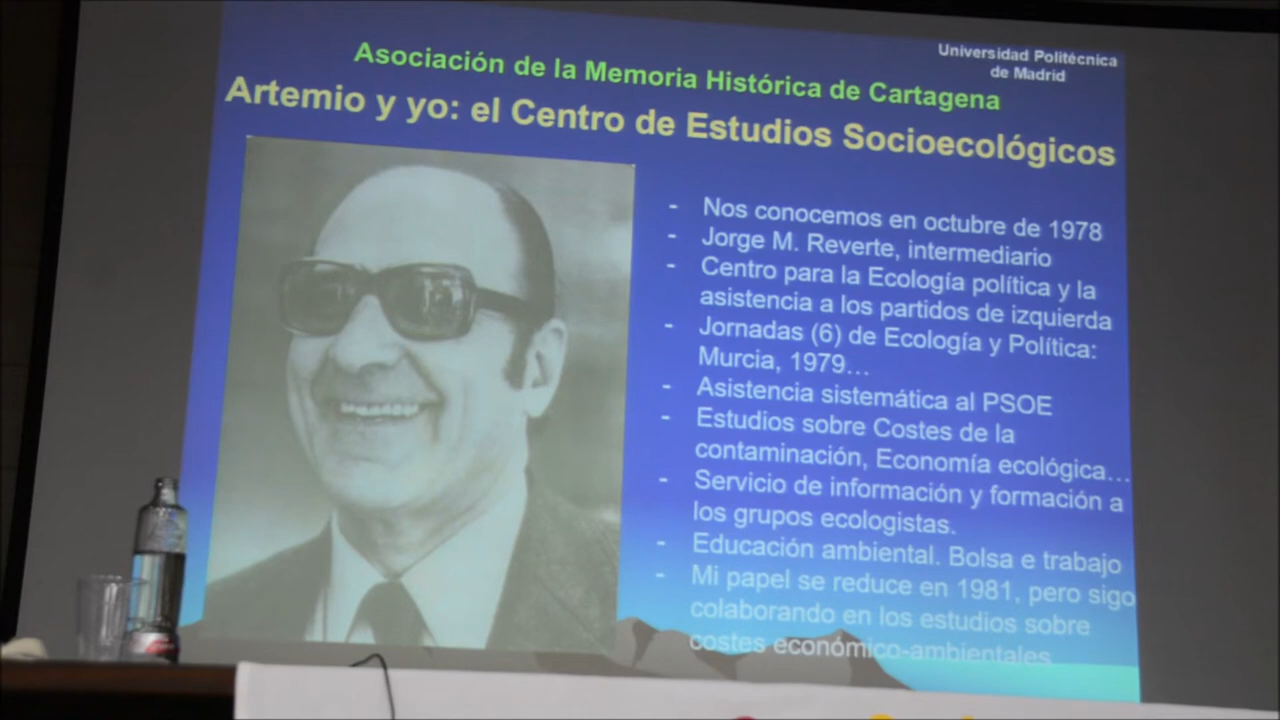 Universidad Politécnica
de Madrid
Asociación de la Memoria Histórica de Cartagena
Artemio y yo: el Centro de Estudios Socioecológicos
- Nos conocemos en octubre de 1978
- Jorge M. Reverte, intermediario
- Centro para la Ecología política y la
asistencia a los partidos de izquierda
- Jornadas (6) de Ecología y Política:
Murcia, 1979...
- Asistencia sistemática al PSOE
- Estudios sobre Costes de la
contaminación, Economía ecológica...
- Servicio de información y formación a
los grupos ecologistas.
- Educación ambiental. Bolsa e trabajo
- Mi papel se reduce en 1981, pero sigo
colaborando en los estudios sobre
costes económico-ambientales